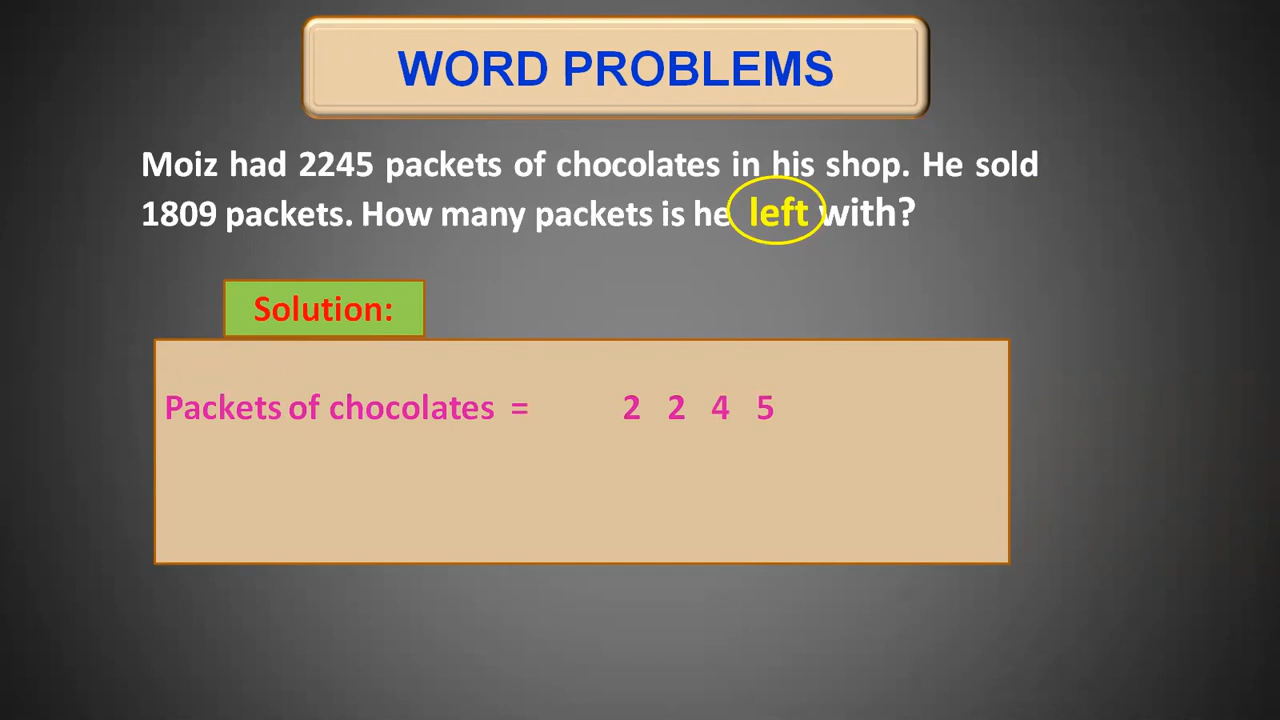 WORD PROBLEMS
Moiz had 2245 packets of chocolates in his shop. He sold
1809 packets. How many packets is he left with?
Solution:
Packets of chocolates = 2 2 4 5